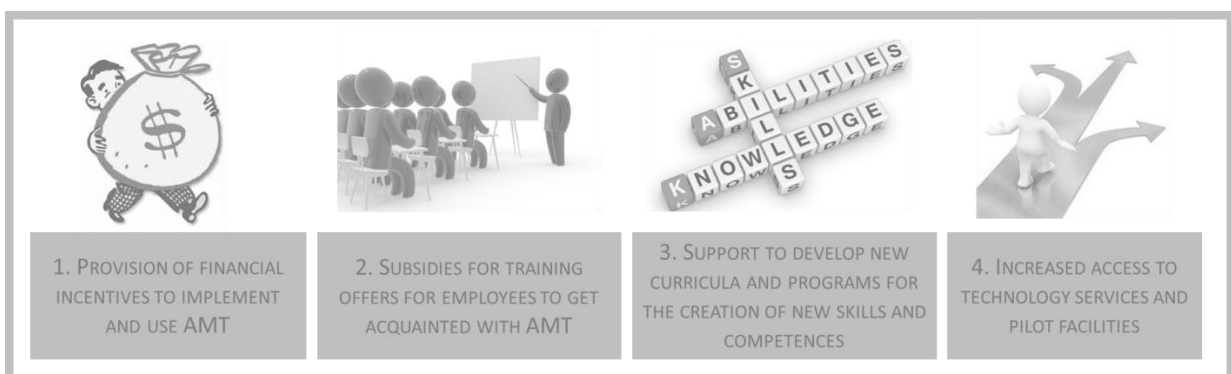 $
SKILLS
ABILITIES
KNOWLEDGE
1. PROVISION OF FINANCIAL
INCENTIVES TO IMPLEMENT
AND USE AMT
2. SUBSIDIES FOR TRAINING
OFFERS FOR EMPLOYEES TO GET
ACQUAINTED WITH AMT
3. SUPPORT TO DEVELOP NEW
CURRICULA AND PROGRAMS FOR
THE CREATION OF NEW SKILLS AND
COMPETENCES
4. INCREASED ACCESS TO
TECHNOLOGY SERVICES AND
PILOT FACILITIES